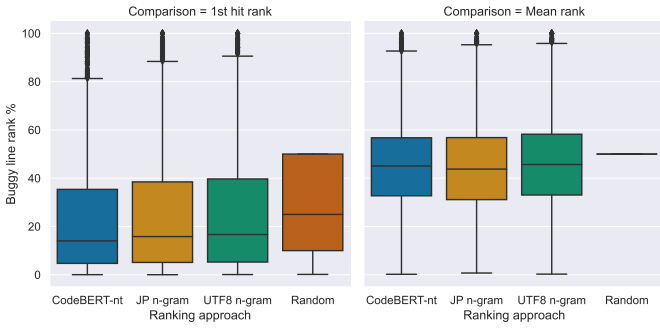 Comparison = 1st hit rank
Comparison = Mean rank
Buggy line rank %
100
80
60
40
20
0
CodeBERT-nt JP n-gram UTF8 n-gram Random
CodeBERT-nt JP n-gram UTF8 n-gram Random
Ranking approach
Ranking approach